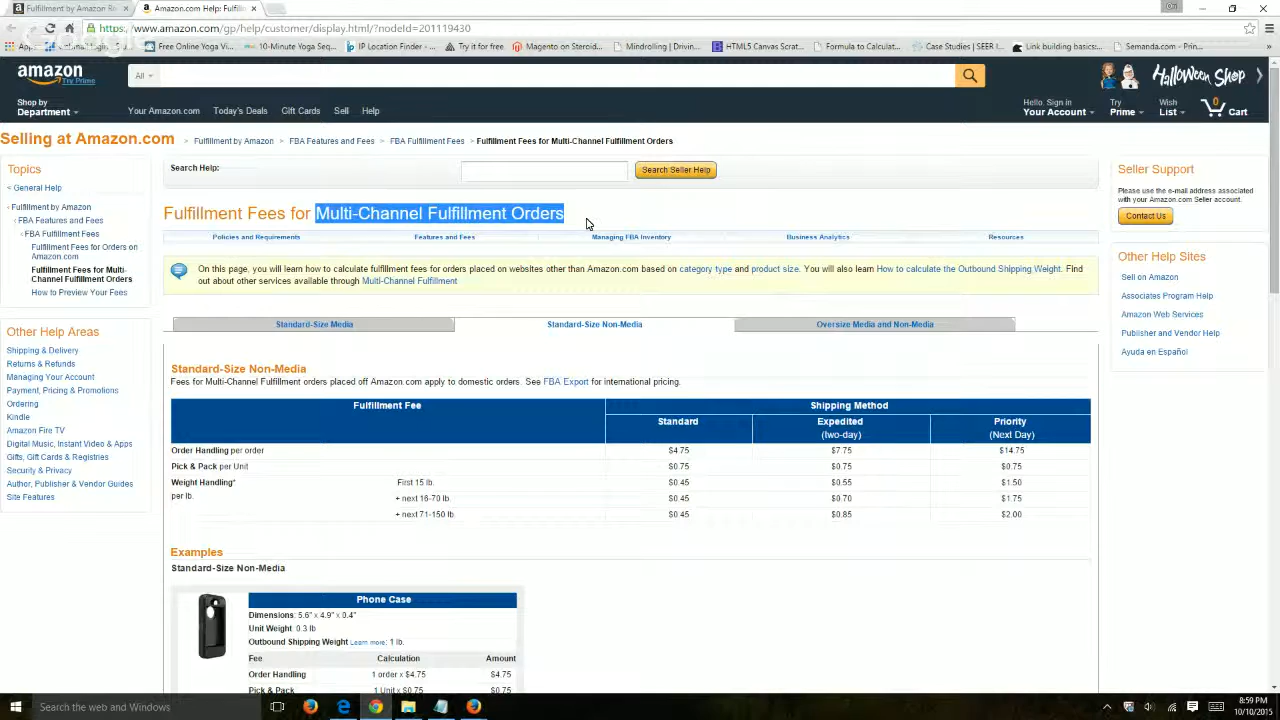 Fulfillment by Amazon Re
Amazon.com Help: Fulfilli
https://www.amazon.com/gp/help/customer/display.html/?nodeId=201119430
Apps
Free Online Yoga Vi
10-Minute Yoga Seq
IP Location Finder -
Try it for free.
Magento on Steroid
Mindrolling | Drivin
HTML5 Canvas Scrat
Formula to Calculat
Case Studies | SEER I
Link building knowle
Semanda.com - Prin
amazon
Try Prime
All
Halloween Shop
Shop by
Department
Your Amazon.com Today's Deals Gift Cards Sell Help
Hello. Sign in
Your Account
Try
Prime
Wish
List
0
Cart
Selling at Amazon.com
> Fulfillment by Amazon > FBA Features and Fees > FBA Fulfillment Fees > Fulfillment Fees for Multi-Channel Fulfillment Orders
Topics
< General Help
‹ Fulfillment by Amazon
‹ FBA Features and Fees
‹ FBA Fulfillment Fees
Fulfillment Fees for Orders on
Amazon.com
Fulfillment Fees for Multi-
Channel Fulfillment Orders
How to Preview Your Fees
Other Help Areas
Shipping & Delivery
Returns & Refunds
Managing Your Account
Payment, Pricing & Promotions
Ordering
Kindle
Amazon Fire TV
Digital Music, Instant Video & Apps
Gifts, Gift Cards & Registries
Security & Privacy
Author, Publisher & Vendor Guides
Site Features
Search Help:
Search Seller Help
Fulfillment Fees for Multi-Channel Fulfillment Orders
Policies and Requirements Features and Fees Managing FBA Inventory Business Analytics Resources
On this page, you will learn how to calculate fulfillment fees for orders placed on websites other than Amazon.com based on category type and product size. You will also learn How to calculate the Outbound Shipping Weight. Find
out about other services available through Multi-Channel Fulfillment
Standard-Size Media Standard-Size Non-Media Oversize Media and Non-Media
Standard-Size Non-Media
Fees for Multi-Channel Fulfillment orders placed off Amazon.com apply to domestic orders. See FBA Export for international pricing.
Fulfillment Fee Shipping Method
Standard Expedited Priority
(two-day) (Next Day)
Order Handling per order $4.75 $7.75 $14.75
Pick & Pack per Unit $0.75 $0.75 $0.75
Weight Handling* First 15 lb. $0.45 $0.55 $1.50
per lb. + next 16-70 lb. $0.45 $0.70 $1.75
+ next 71-150 lb. $0.45 $0.85 $2.00
Examples
Standard-Size Non-Media
Phone Case
Dimensions: 5.6" x 4.9" x 0.4"
Unit Weight 0.3 lb
Outbound Shipping Weight Learn more: 1 lb.
Fee Calculation Amount
Order Handling 1 order x $4.75 $4.75
Pick & Pack 1 Unit x $0.75 $0.75
Seller Support
Please use the e-mail address associated
with your Amazon.com Seller account.
Contact Us
Other Help Sites
Sell on Amazon
Associates Program Help
Amazon Web Services
Publisher and Vendor Help
Ayuda en Español
Search the web and Windows
8:59 PM
10/10/2015